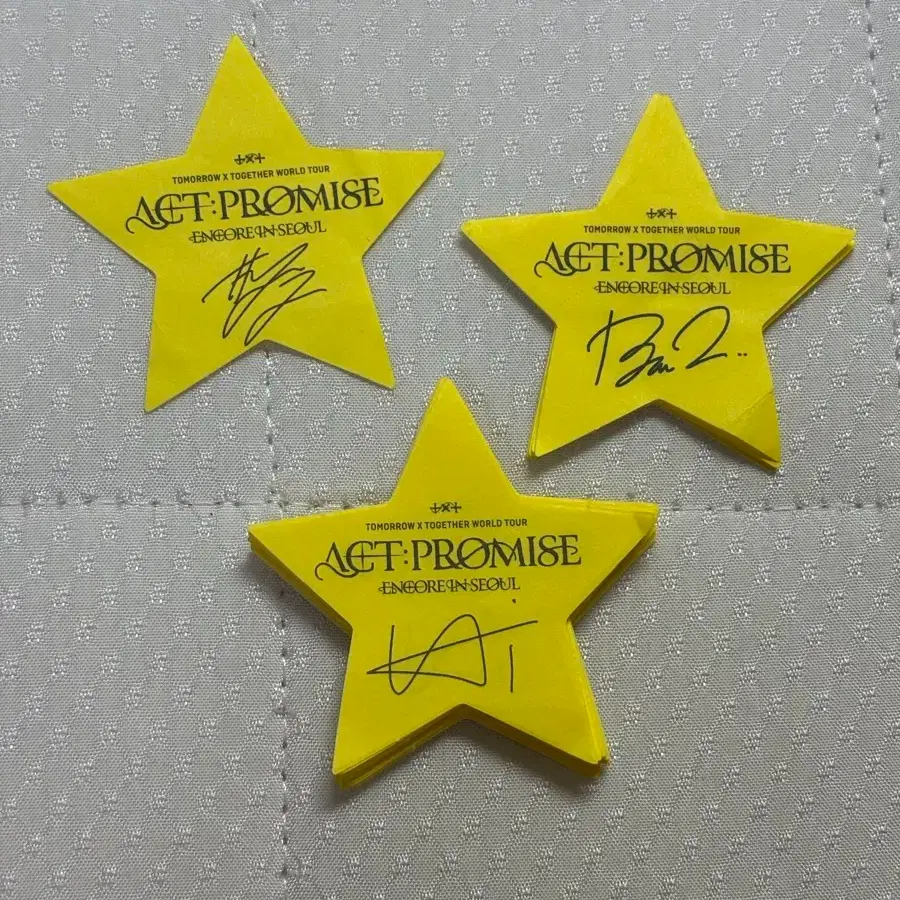 TOMORROW X TOGETHER WORLD TOUR
ACT:PROMISE
ENCORE IN SEOUL
TOMORROW X TOGETHER WORLD TOUR
ACT:PROMISE
ENCORE IN SEOUL
TOMORROW X TOGETHER WORLD TOUR
ACT:PROMISE
ENCORE IN SEOUL